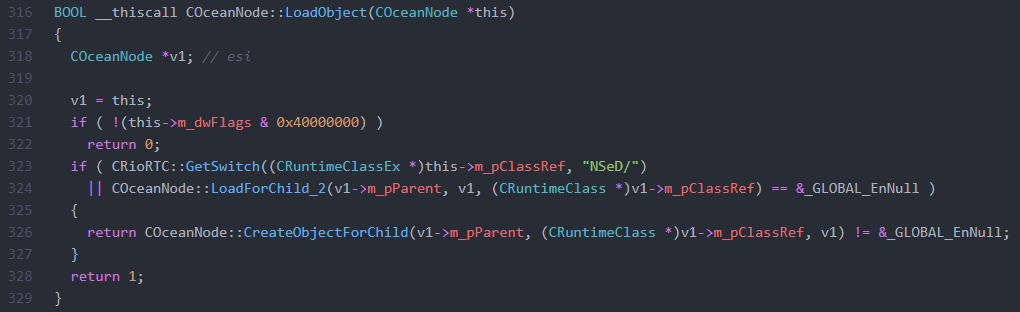 316 BOOL __thiscall COceanNode::LoadObject(COceanNode *this)
317 {
318   COceanNode *v1; // esi
319
320   v1 = this;
321   if ( !(this->m_dwFlags & 0x40000000) )
322     return 0;
323   if ( CRioRTC::GetSwitch((CRuntimeClassEx *)this->m_pClassRef, "NSeD/")
324     || COceanNode::LoadForChild_2(v1->m_pParent, v1, (CRuntimeClass *)v1->m_pClassRef) == &_GLOBAL_EnNull )
325   {
326     return COceanNode::CreateObjectForChild(v1->m_pParent, (CRuntimeClass *)v1->m_pClassRef, v1) != &_GLOBAL_EnNull;
327   }
328   return 1;
329 }